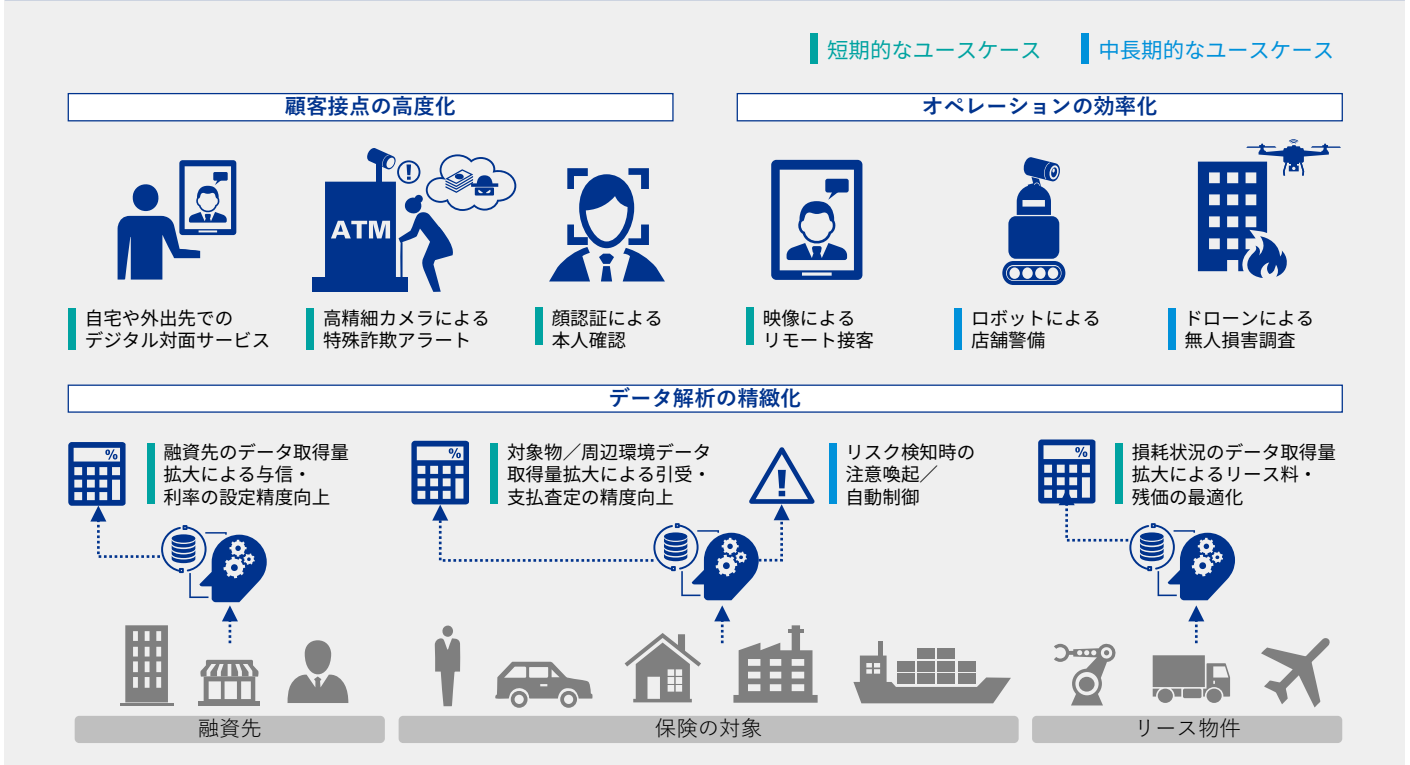 短期的なユースケース
中長期的なユースケース
顧客接点の高度化
オペレーションの効率化
ATM
自宅や外出先での
デジタル対面サービス
高精細カメラによる
特殊詐欺アラート
顔認証による
本人確認
映像による
リモート接客
ロボットによる
店舗警備
ドローンによる
無人損害調査
データ解析の精緻化
%
融資先のデータ取得量
拡大による与信・
利率の設定精度向上
%
対象物／周辺環境データ
取得量拡大による引受・
支払査定の精度向上
リスク検知時の
注意喚起／
自動制御
%
損耗状況のデータ取得量
拡大によるリース料・
残価の最適化
融資先
保険の対象
リース物件